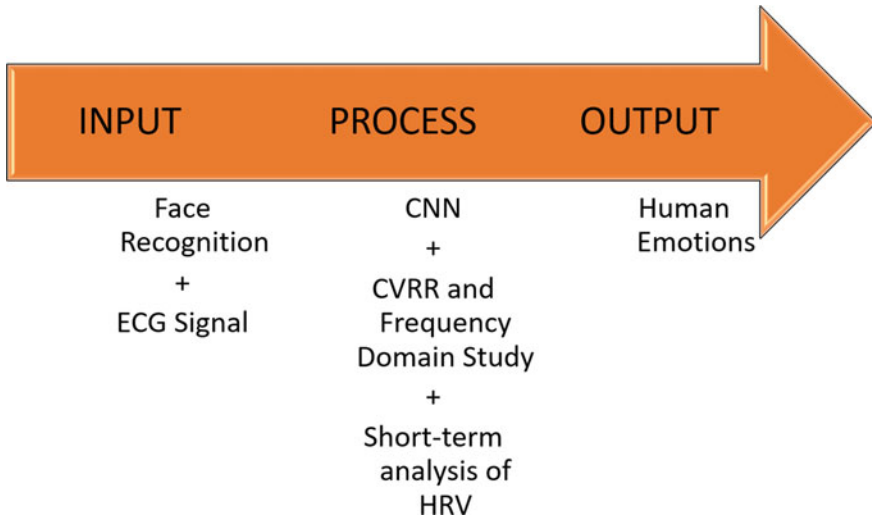 INPUT
PROCESS
OUTPUT
Face
Recognition
+
ECG Signal
CNN
+
CVRR and
Frequency
Domain Study
+
Short-term
analysis of
HRV
Human
Emotions